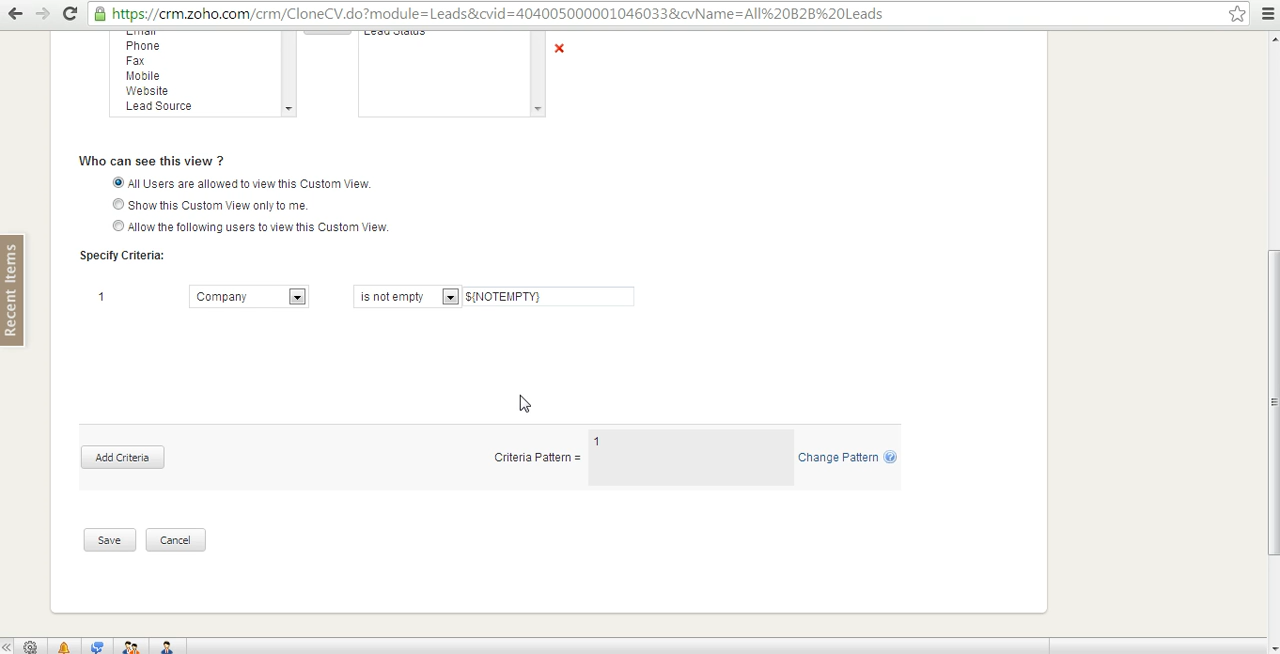 https://crm.zoho.com/crm/CloneCV.do?module=Leads&cvid=404005000001046033&cvName=All%20B2B%20Leads
Email
Lead Status
Phone
Fax
Mobile
Website
Lead Source
Who can see this view ?
All Users are allowed to view this Custom View.
Show this Custom View only to me.
Allow the following users to view this Custom View.
Recent Items
Specify Criteria:
1 Company is not empty ${NOTEMPTY}
Add Criteria
Criteria Pattern = 1
Change Pattern ?
Save
Cancel